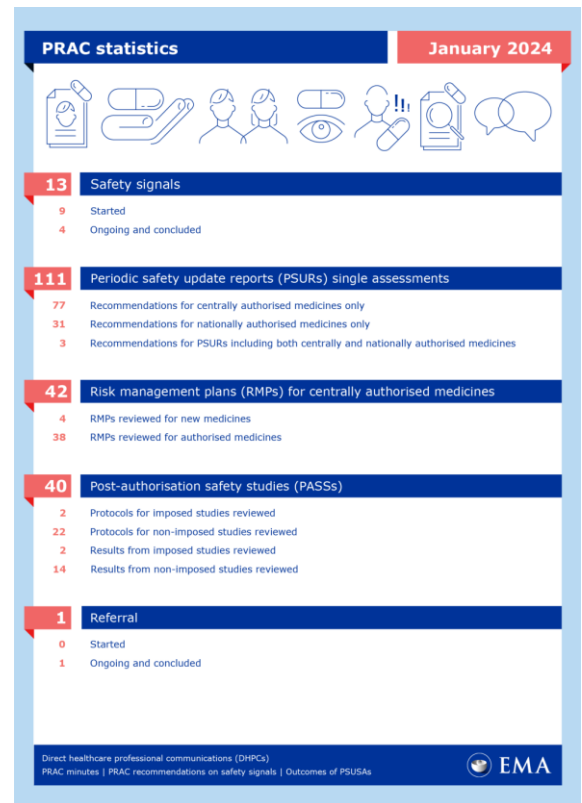 PRAC statistics
January 2024
!!!
13 Safety signals
9 Started
4 Ongoing and concluded
111 Periodic safety update reports (PSURs) single assessments
77 Recommendations for centrally authorised medicines only
31 Recommendations for nationally authorised medicines only
3 Recommendations for PSURs including both centrally and nationally authorised medicines
42 Risk management plans (RMPs) for centrally authorised medicines
4 RMPs reviewed for new medicines
38 RMPs reviewed for authorised medicines
40 Post-authorisation safety studies (PASSs)
2 Protocols for imposed studies reviewed
22 Protocols for non-imposed studies reviewed
2 Results from imposed studies reviewed
14 Results from non-imposed studies reviewed
1 Referral
0 Started
1 Ongoing and concluded
Direct healthcare professional communications (DHPCs)
PRAC minutes | PRAC recommendations on safety signals | Outcomes of PSUSAs
EMA